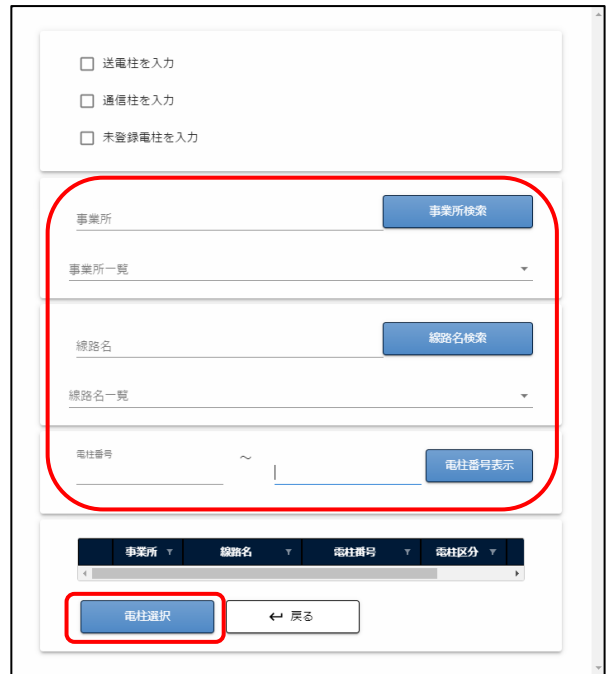 送電柱を入力
通信柱を入力
未登録電柱を入力
事業所
事業所検索
事業所一覧
線路名
線路名検索
線路名一覧
電柱番号
～
電柱番号表示
事業所 線路名 電柱番号 電柱区分
電柱選択
戻る